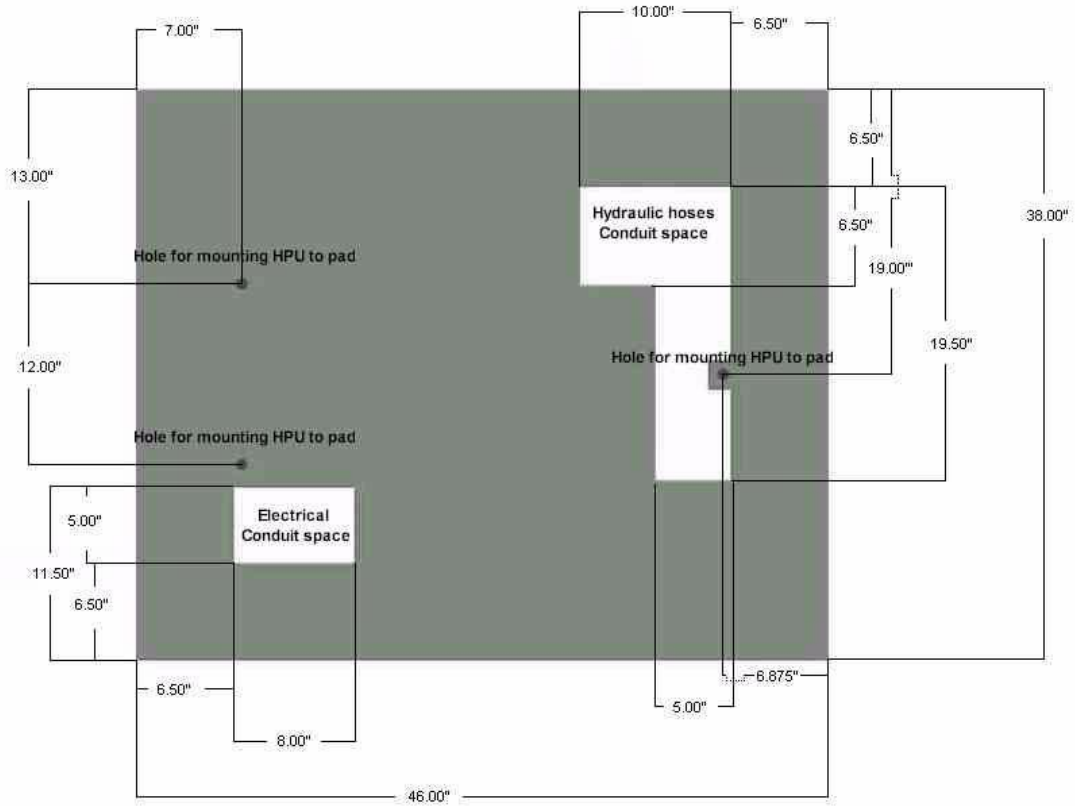 10.00"
6.50"
7.00"
6.50"
13.00"
Hydraulic hoses
Conduit space
6.50"
38.00"
Hole for mounting HPU to pad
19.00'"
19.50"
Hole for mounting HPU to pad
12.00"
Hole for mounting HPU to pad
5.00"
Electrical
Conduit space
11.50"
6.50"
6.50"
6.875"
5.00"
8.00"
46.00"